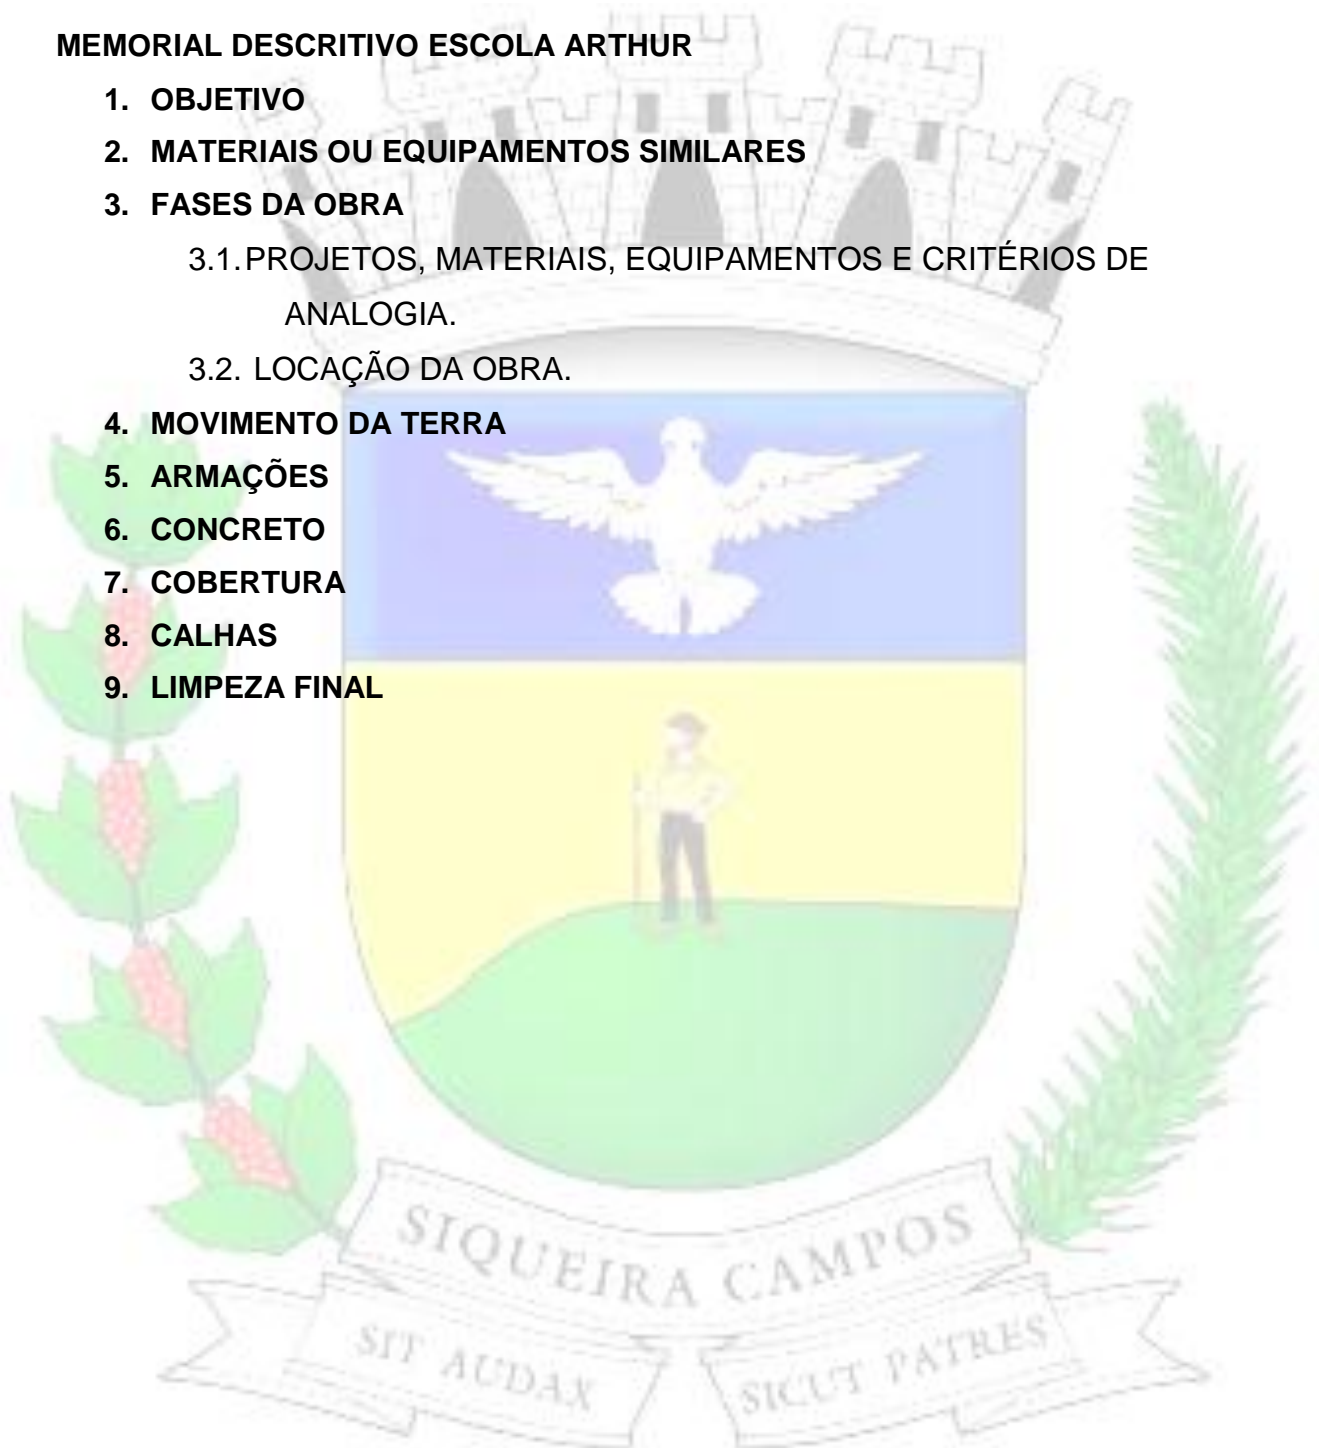 MEMORIAL DESCRITIVO ESCOLA ARTHUR
1. OBJETIVO
2. MATERIAIS OU EQUIPAMENTOS SIMILARES
3. FASES DA OBRA
3.1. PROJETOS, MATERIAIS, EQUIPAMENTOS E CRITÉRIOS DE
ANALOGIA.
3.2. LOCAÇÃO DA OBRA.
4. MOVIMENTO DA TERRA
5. ARMAÇÕES
6. CONCRETO
7. COBERTURA
8. CALHAS
9. LIMPEZA FINAL
SIQUEIRA CAMPOS
SIT AUDAX SICUT PATRES